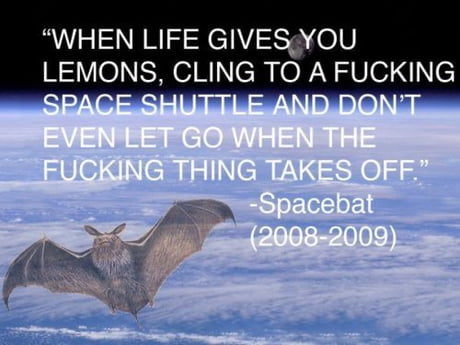 “WHEN LIFE GIVES YOU
LEMONS, CLING TO A FUCKING
SPACE SHUTTLE AND DON’T
EVEN LET GO WHEN THE
FUCKING THING TAKES OFF.”
-Spacebat
(2008-2009)